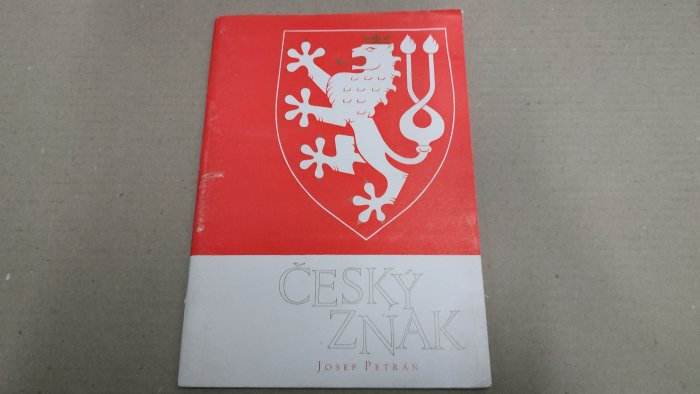 ČESKÝ
ZNAK
JOSEF PETRÁŇ